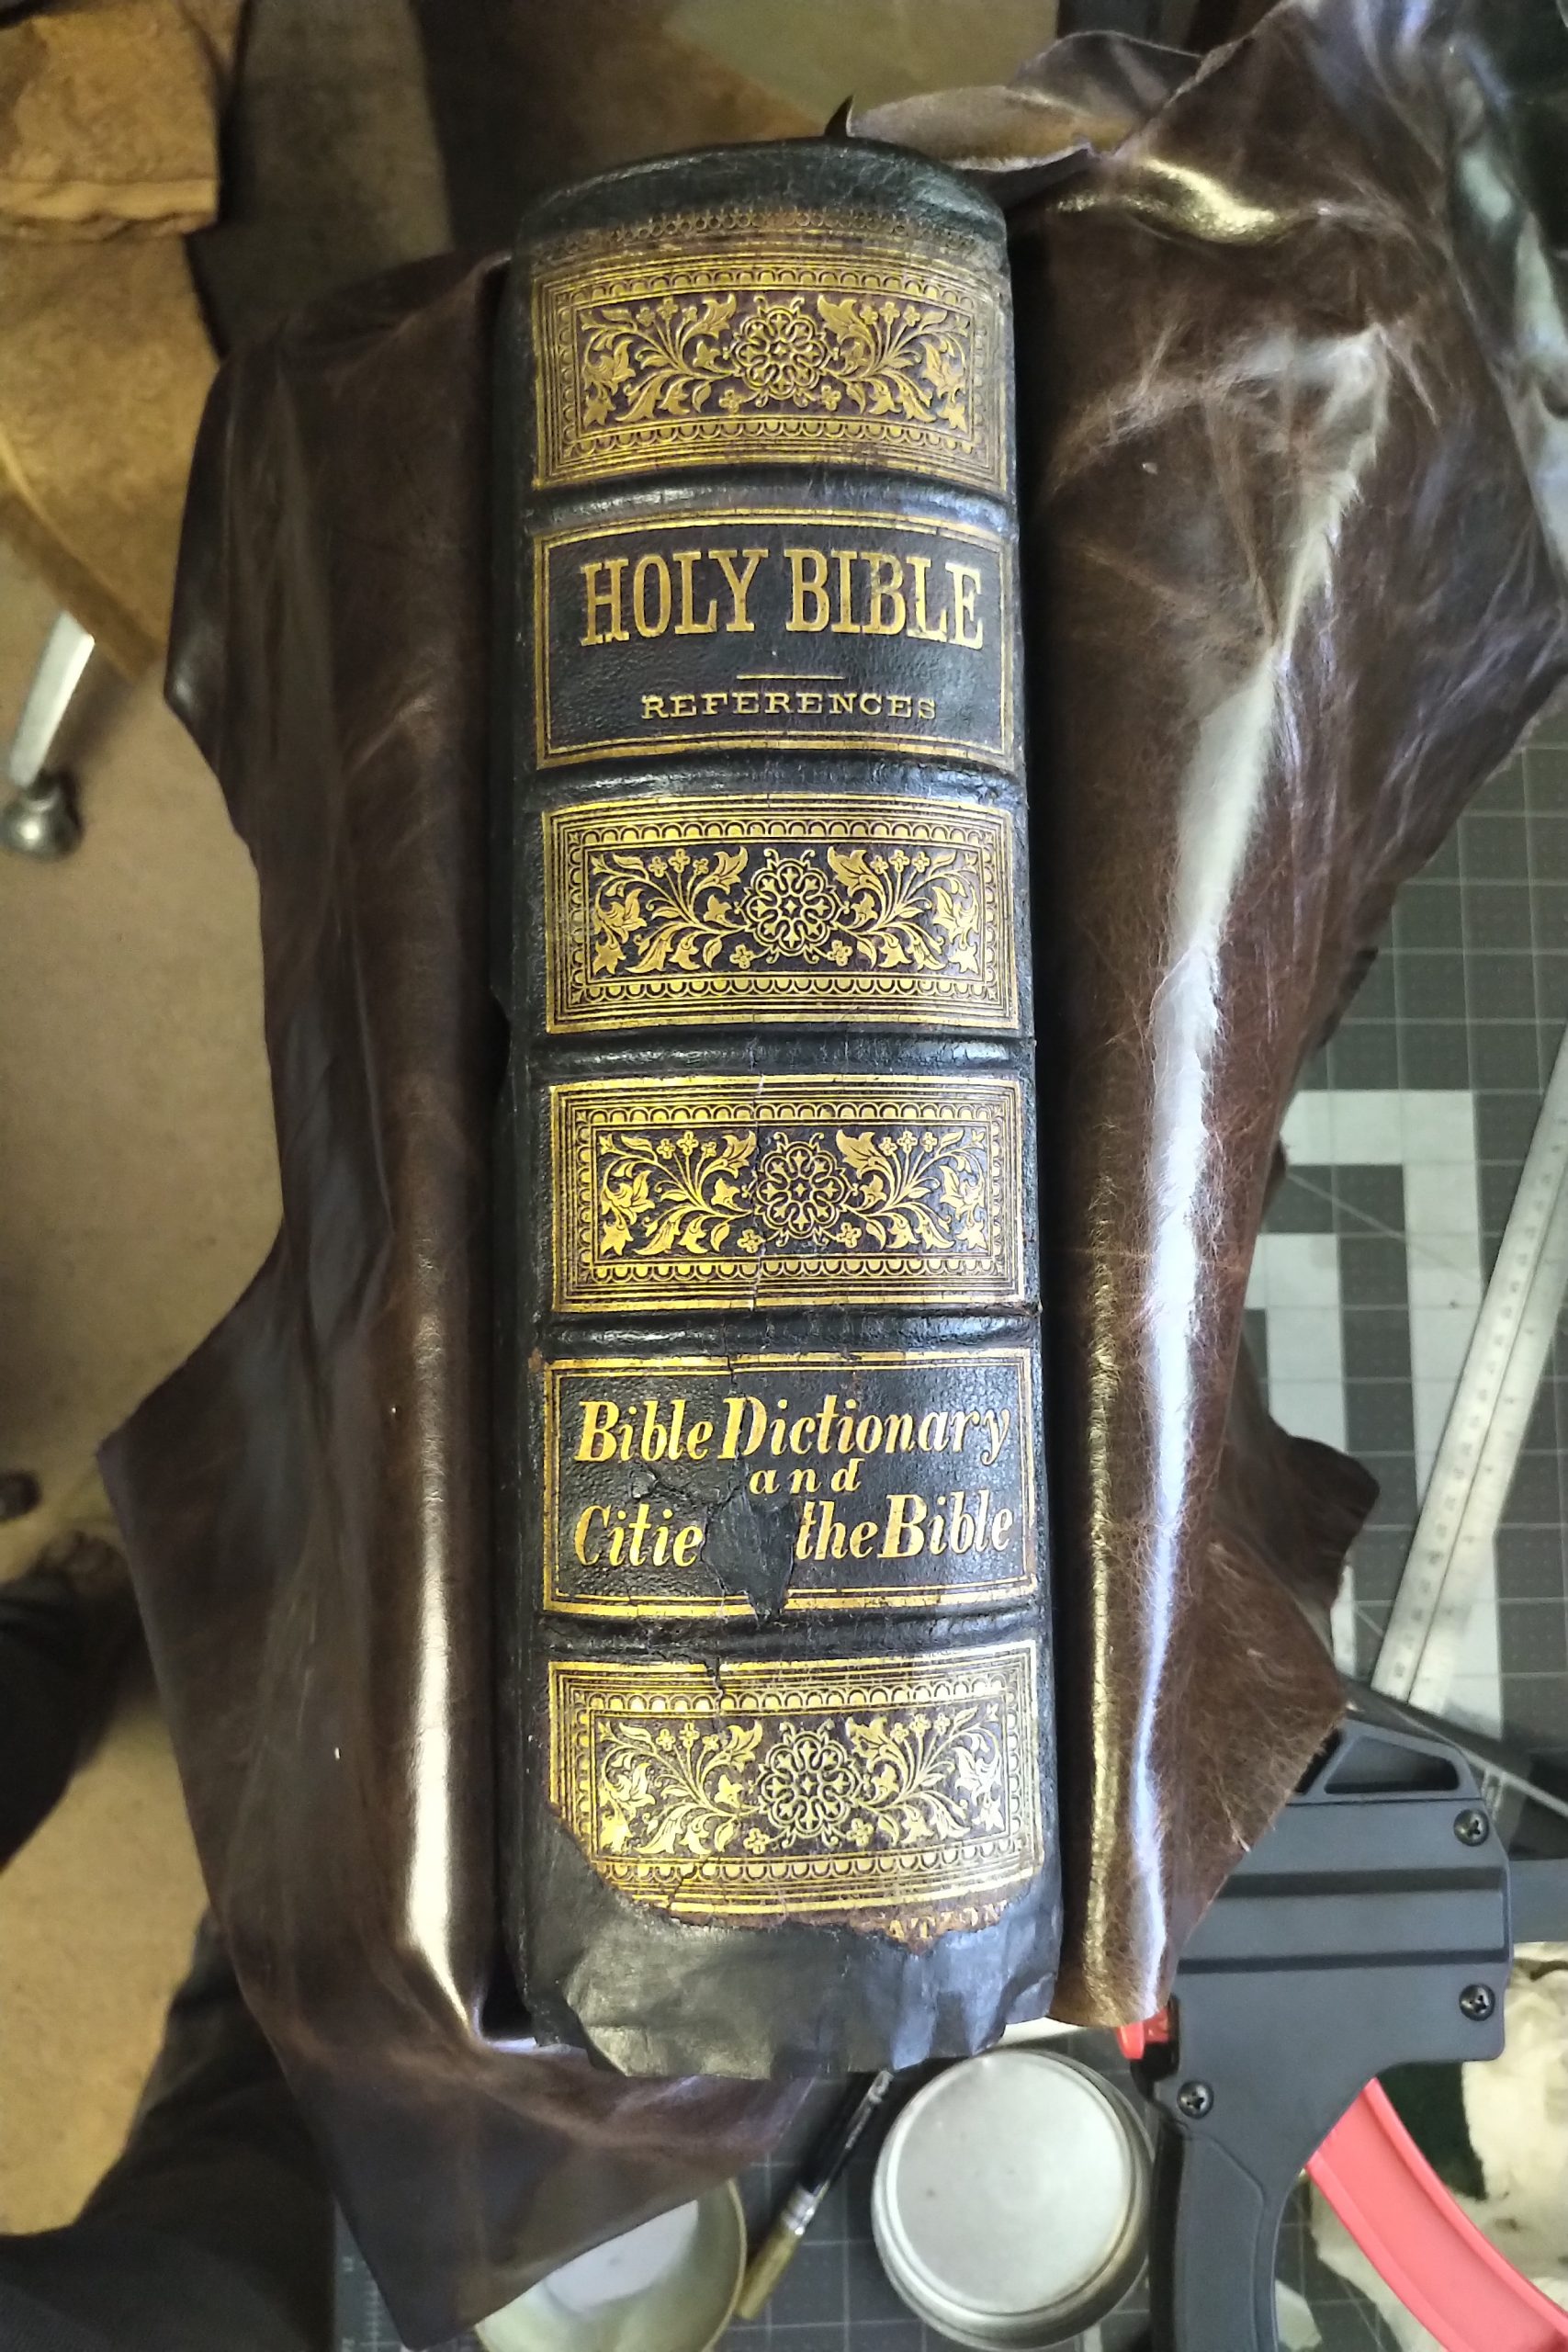 HOLY BIBLE
REFERENCES
Bible Dictionary
and
Citie the Bible